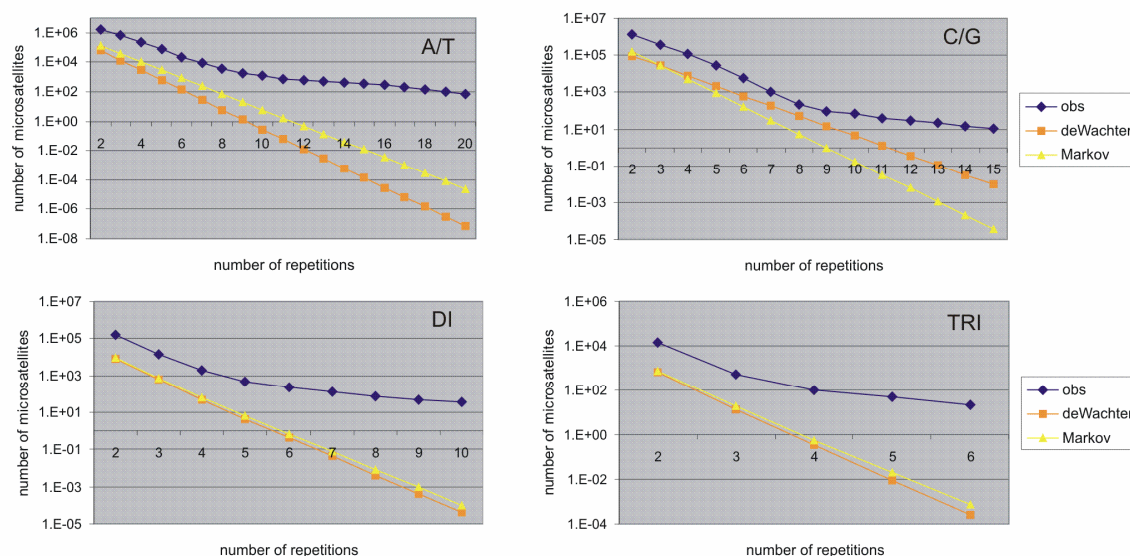 A/T
number of microsatellites
1.E+06
1.E+04
1.E+02
1.E+00
1.E-02
1.E-04
1.E-06
1.E-08
2 4 6 8 10 12 14 16 18 20
number of repetitions
C/G
number of microsatellites
1.E+07
1.E+05
1.E+03
1.E+01
1.E-01
1.E-03
1.E-05
2 3 4 5 6 7 8 9 10 11 12 13 14 15
number of repetitions
obs
deWachter
Markov
DI
number of microsatellites
1.E+07
1.E+05
1.E+03
1.E+01
1.E-01
1.E-03
1.E-05
2 3 4 5 6 7 8 9 10
number of repetitions
TRI
number of microsatellites
1.E+06
1.E+04
1.E+02
1.E+00
1.E-02
1.E-04
2 3 4 5 6
number of repetitions
obs
deWachter
Markov